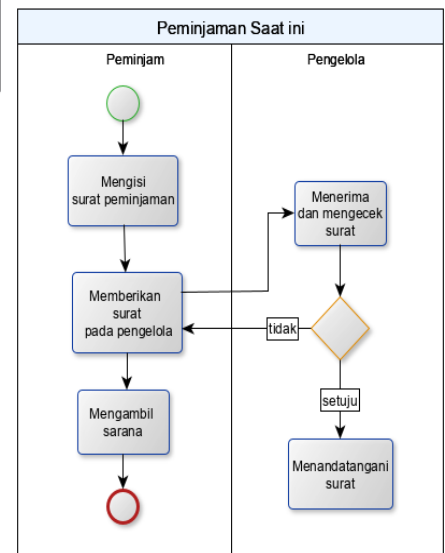 Peminjaman Saat ini
Peminjam
Pengelola
Mengisi
surat peminjaman
Menerima
dan mengecek
surat
Memberikan
surat
pada pengelola
tidak
setuju
Mengambil
sarana
Menandatangani
surat